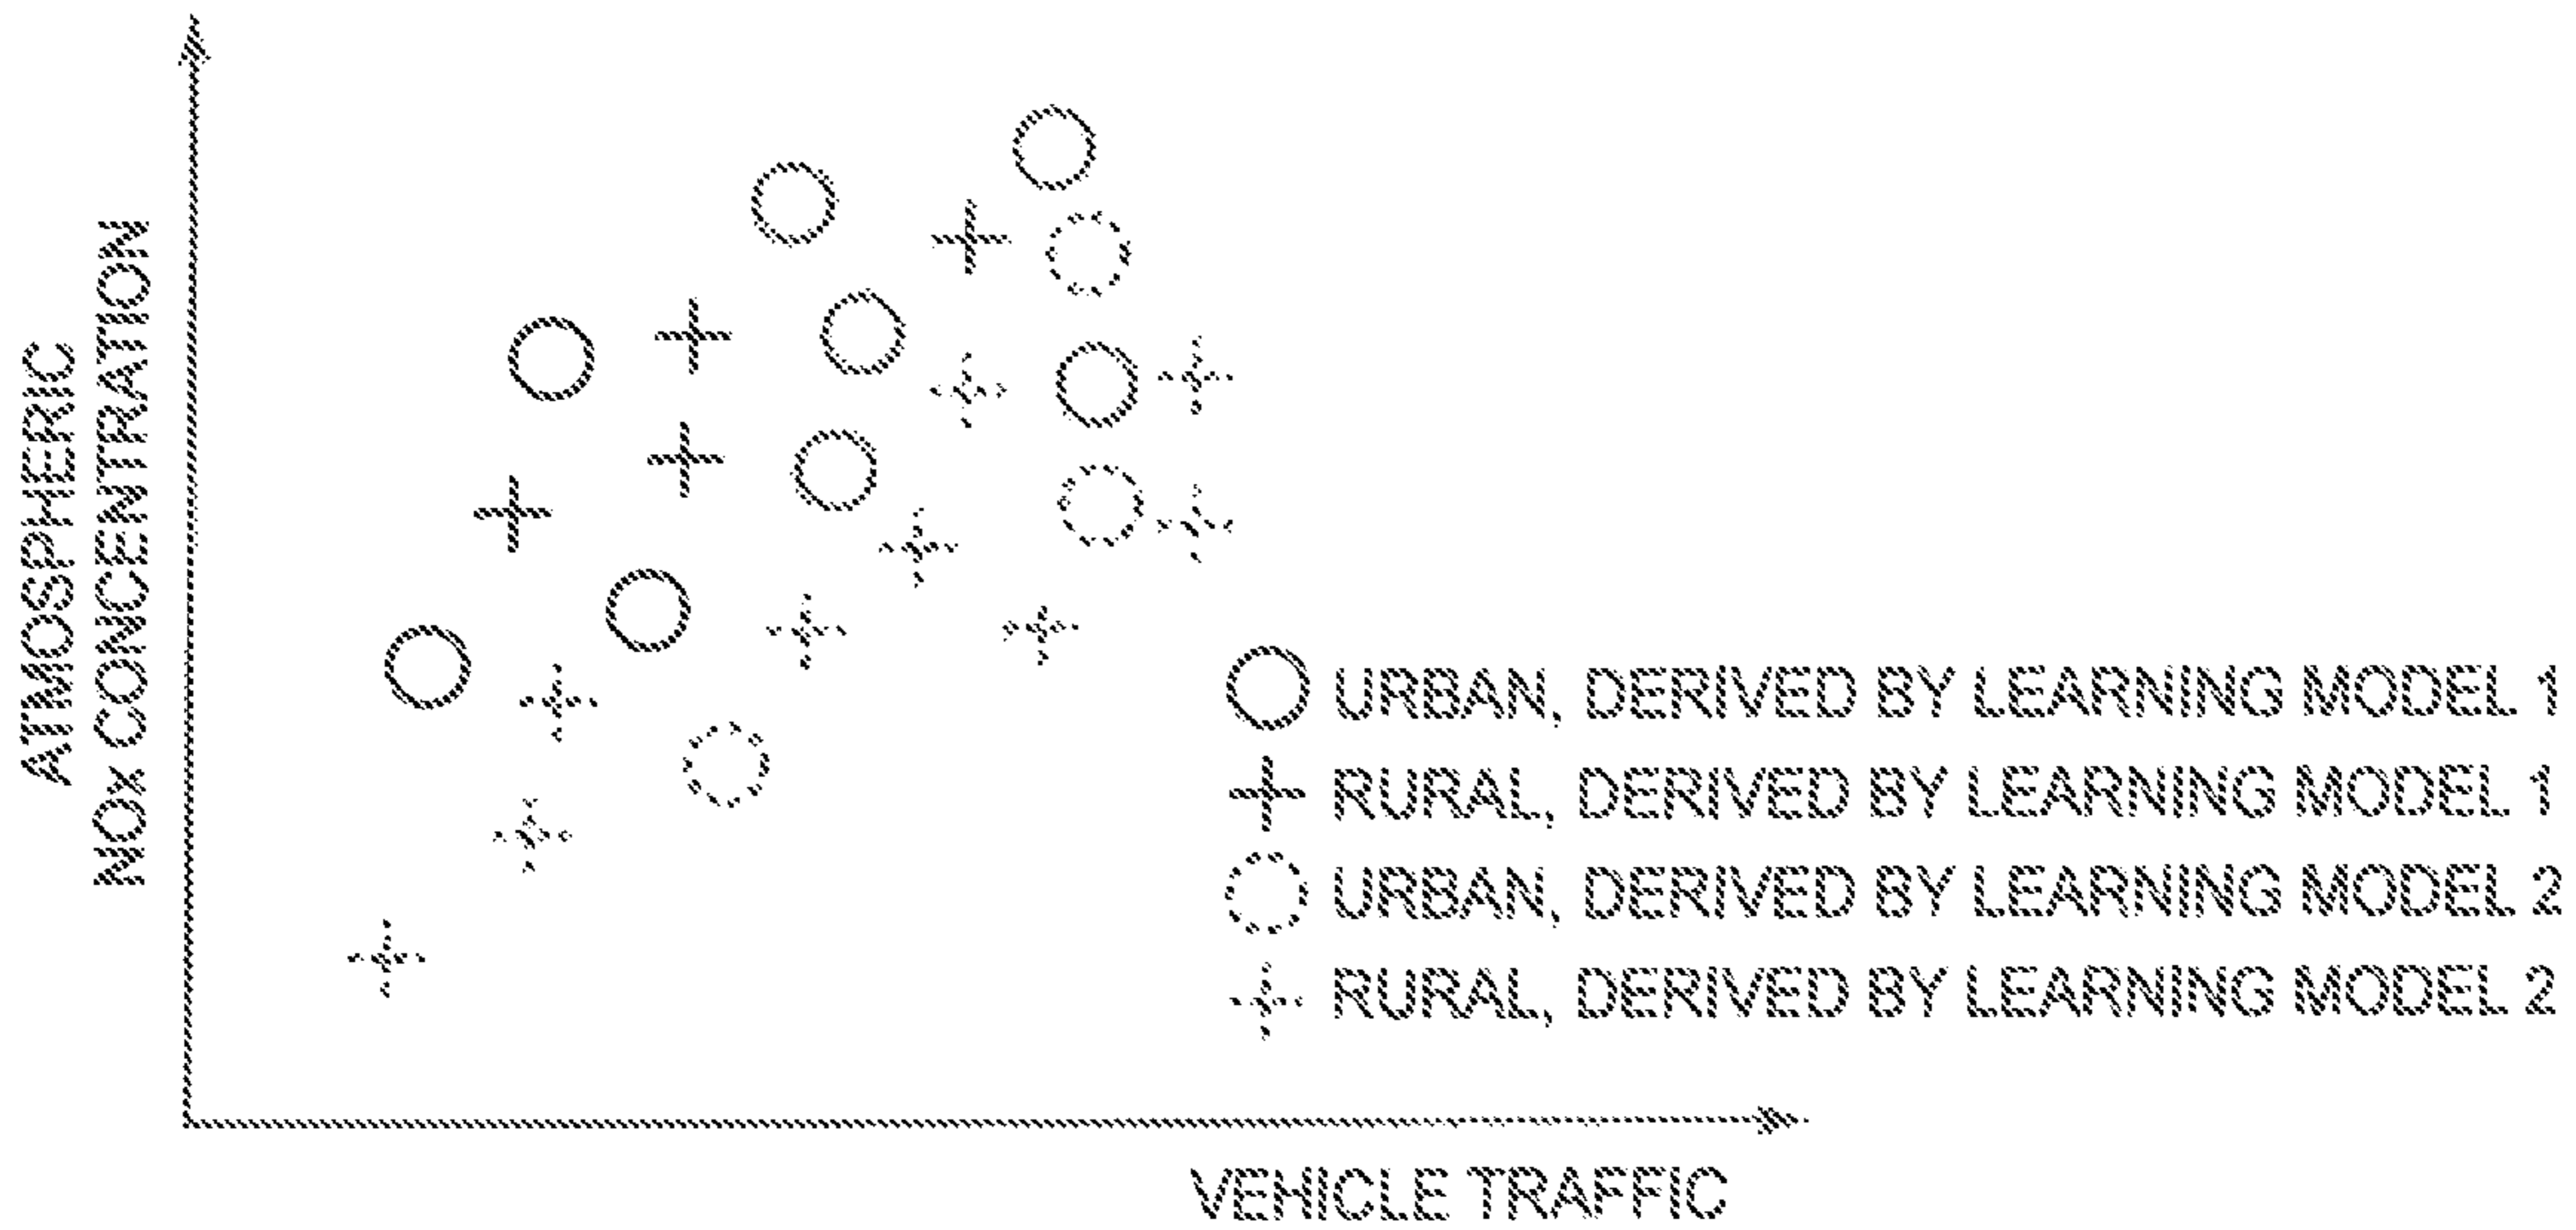 ATMOSPHERIC
NOx CONCENTRATION
URBAN, DERIVED BY LEARNING MODEL 1
RURAL, DERIVED BY LEARNING MODEL 1
URBAN, DERIVED BY LEARNING MODEL 2
RURAL, DERIVED BY LEARNING MODEL 2
VEHICLE TRAFFIC